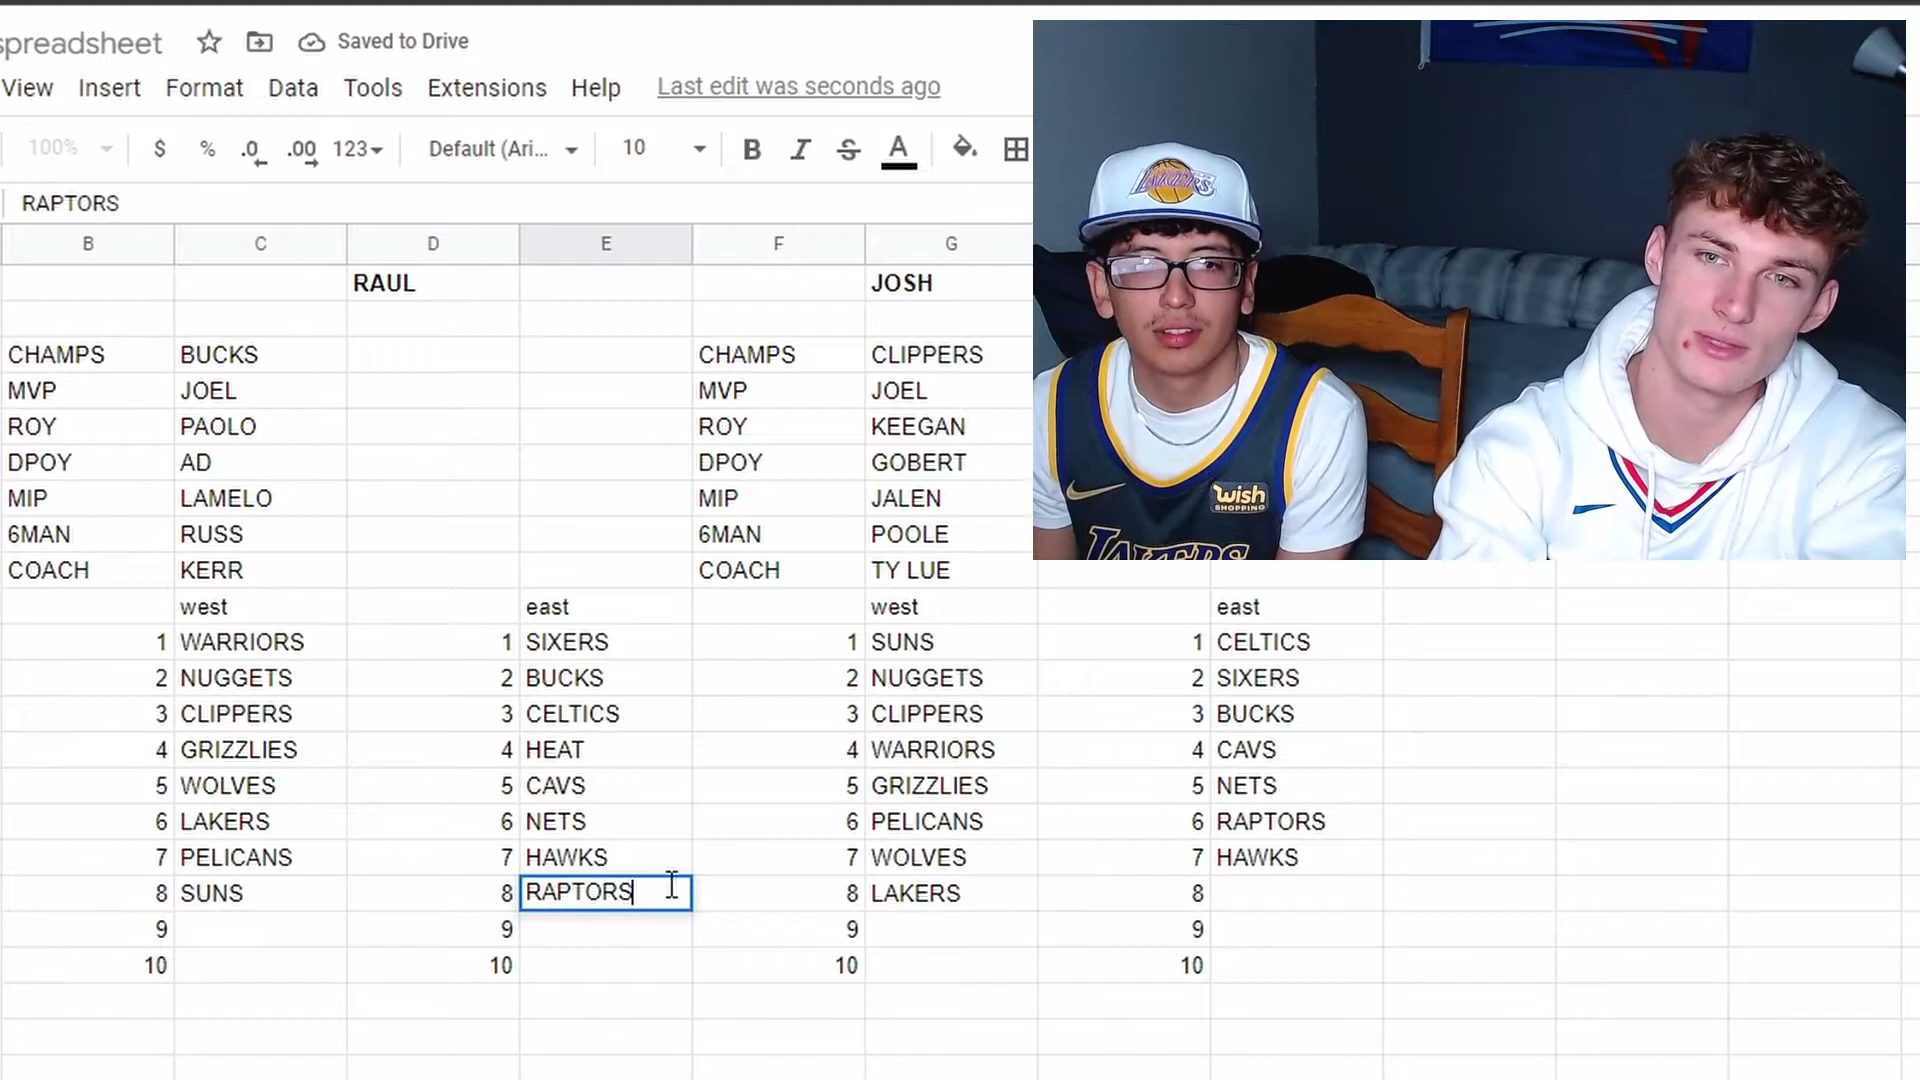 spreadsheet Saved to Drive
View Insert Format Data Tools Extensions Help Last edit was seconds ago
100% $ % .0 .00 123 Default (Ari... 10 B I S A
RAPTORS
B C D E F G
RAUL JOSH
CHAMPS BUCKS CHAMPS CLIPPERS
MVP JOEL MVP JOEL
ROY PAOLO ROY KEEGAN
DPOY AD DPOY GOBERT
MIP LAMELO MIP JALEN
6MAN RUSS 6MAN POOLE
COACH KERR COACH TY LUE
west east west east
1 WARRIORS 1 SIXERS 1 SUNS 1 CELTICS
2 NUGGETS 2 BUCKS 2 NUGGETS 2 SIXERS
3 CLIPPERS 3 CELTICS 3 CLIPPERS 3 BUCKS
4 GRIZZLIES 4 HEAT 4 WARRIORS 4 CAVS
5 WOLVES 5 CAVS 5 GRIZZLIES 5 NETS
6 LAKERS 6 NETS 6 PELICANS 6 RAPTORS
7 PELICANS 7 HAWKS 7 WOLVES 7 HAWKS
8 SUNS 8 RAPTORS 8 LAKERS 8
9 9 9 9
10 10 10 10
LAKERS
wish
SHOPPING
LAKERS